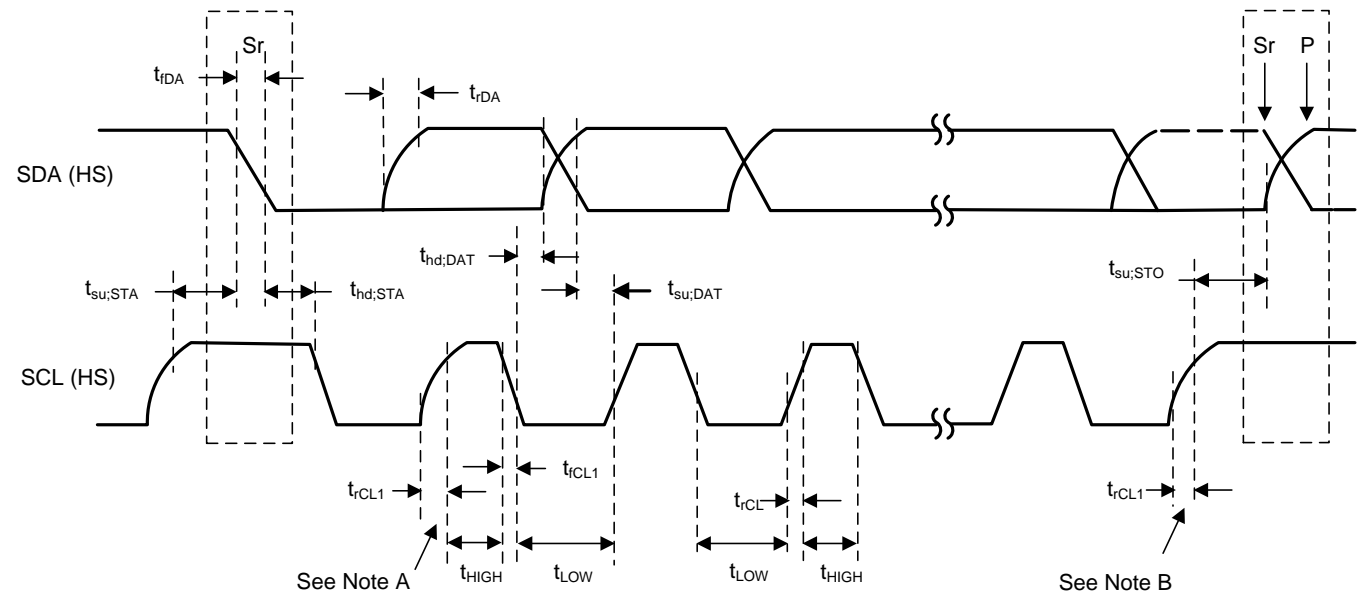 Sr
Sr P
tfDA
trDA
SDA (HS)
thd;DAT
tsu;STO
tsu;STA
thd;STA
tsu;DAT
SCL (HS)
tfCL1
trCL1
trCL
trCL1
tHIGH
tLOW
tLOW
tHIGH
See Note A
See Note B